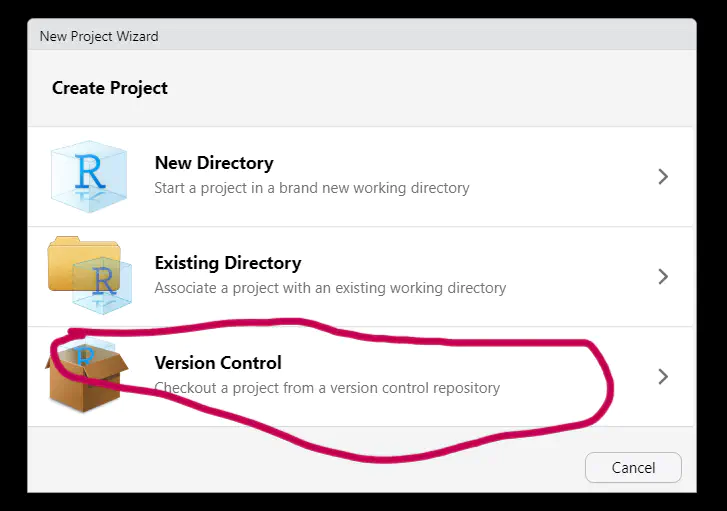 New Project Wizard
Create Project
R
New Directory
Start a project in a brand new working directory
R
Existing Directory
Associate a project with an existing working directory
R
Version Control
Checkout a project from a version control repository
Cancel